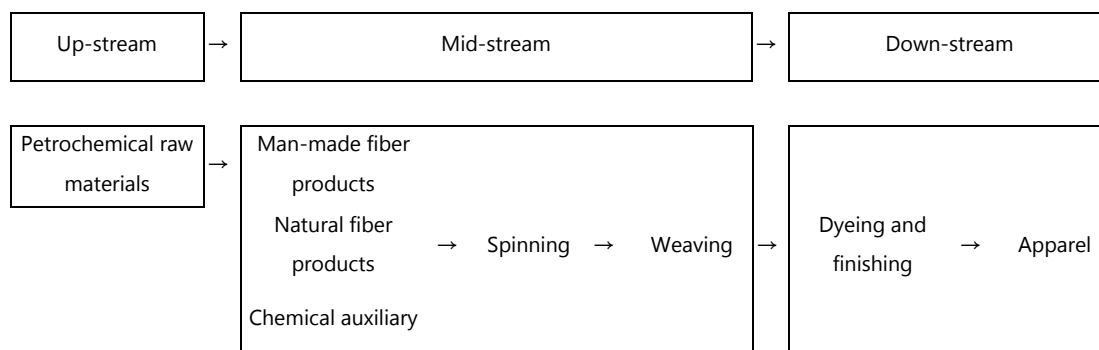 Up-stream → Mid-stream → Down-stream
Petrochemical raw
materials
→
Man-made fiber
products
Natural fiber
products
Chemical auxiliary
→ Spinning → Weaving →
Dyeing and
finishing
→ Apparel